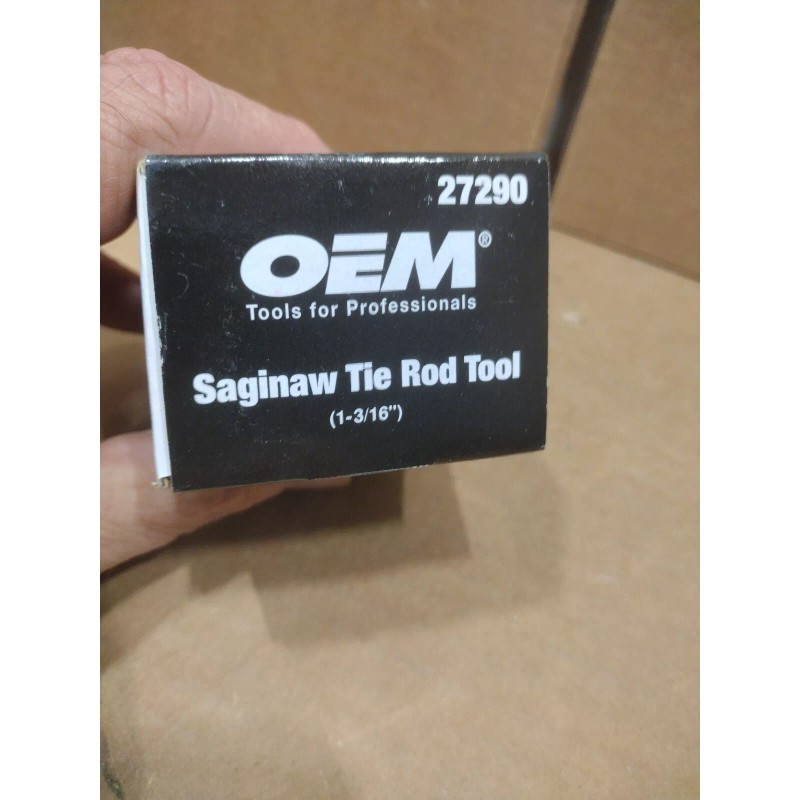 27290
OEM®
Tools for Professionals
Saginaw Tie Rod Tool
(1-3/16")